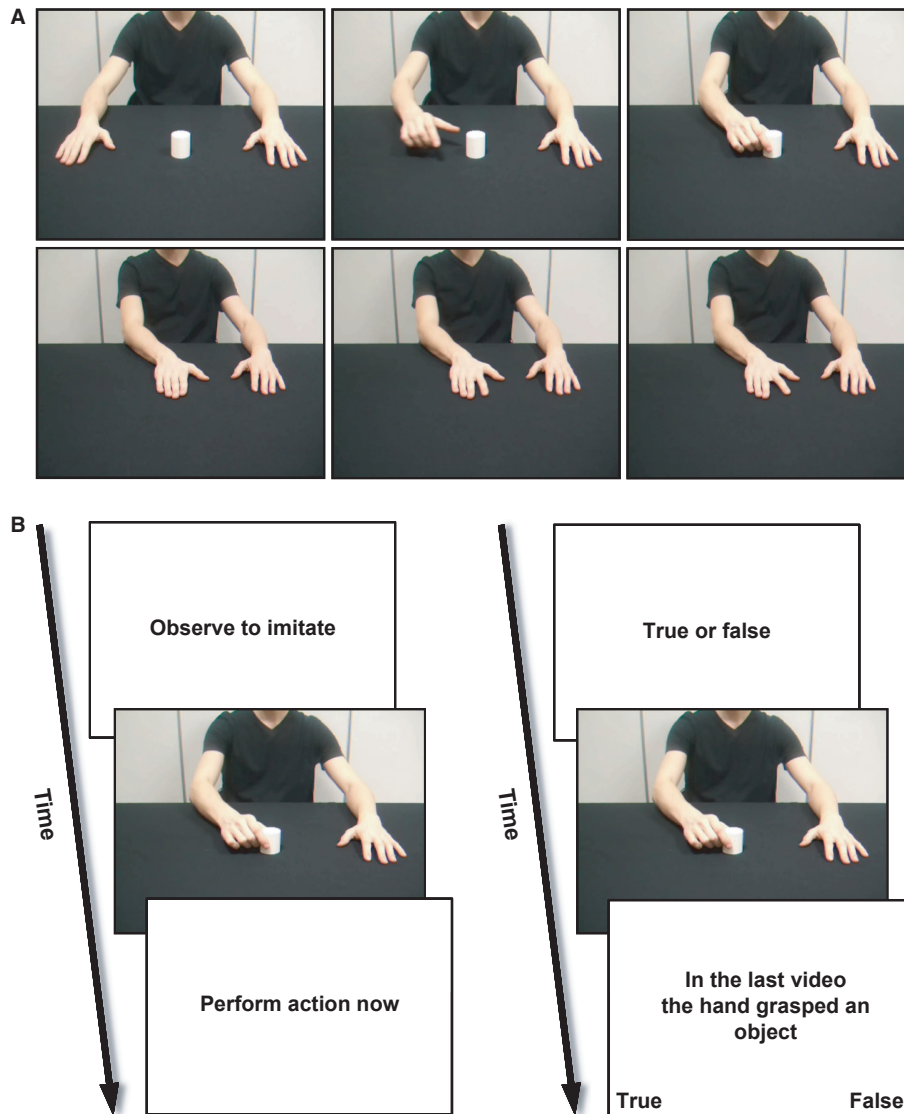 A
B
Observe to imitate
Time
Perform action now
True or false
Time
In the last video
the hand grasped an
object
True False